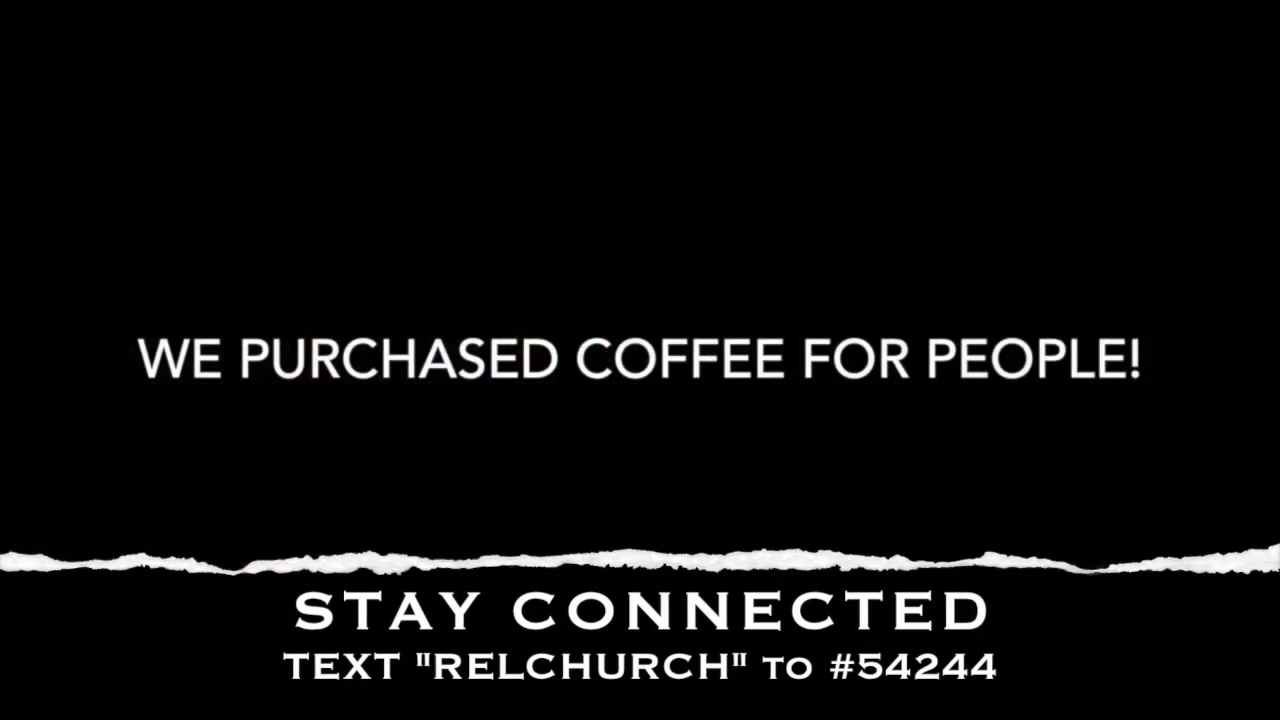 WE PURCHASED COFFEE FOR PEOPLE!
STAY CONNECTED
TEXT "RELCHURCH" TO #54244